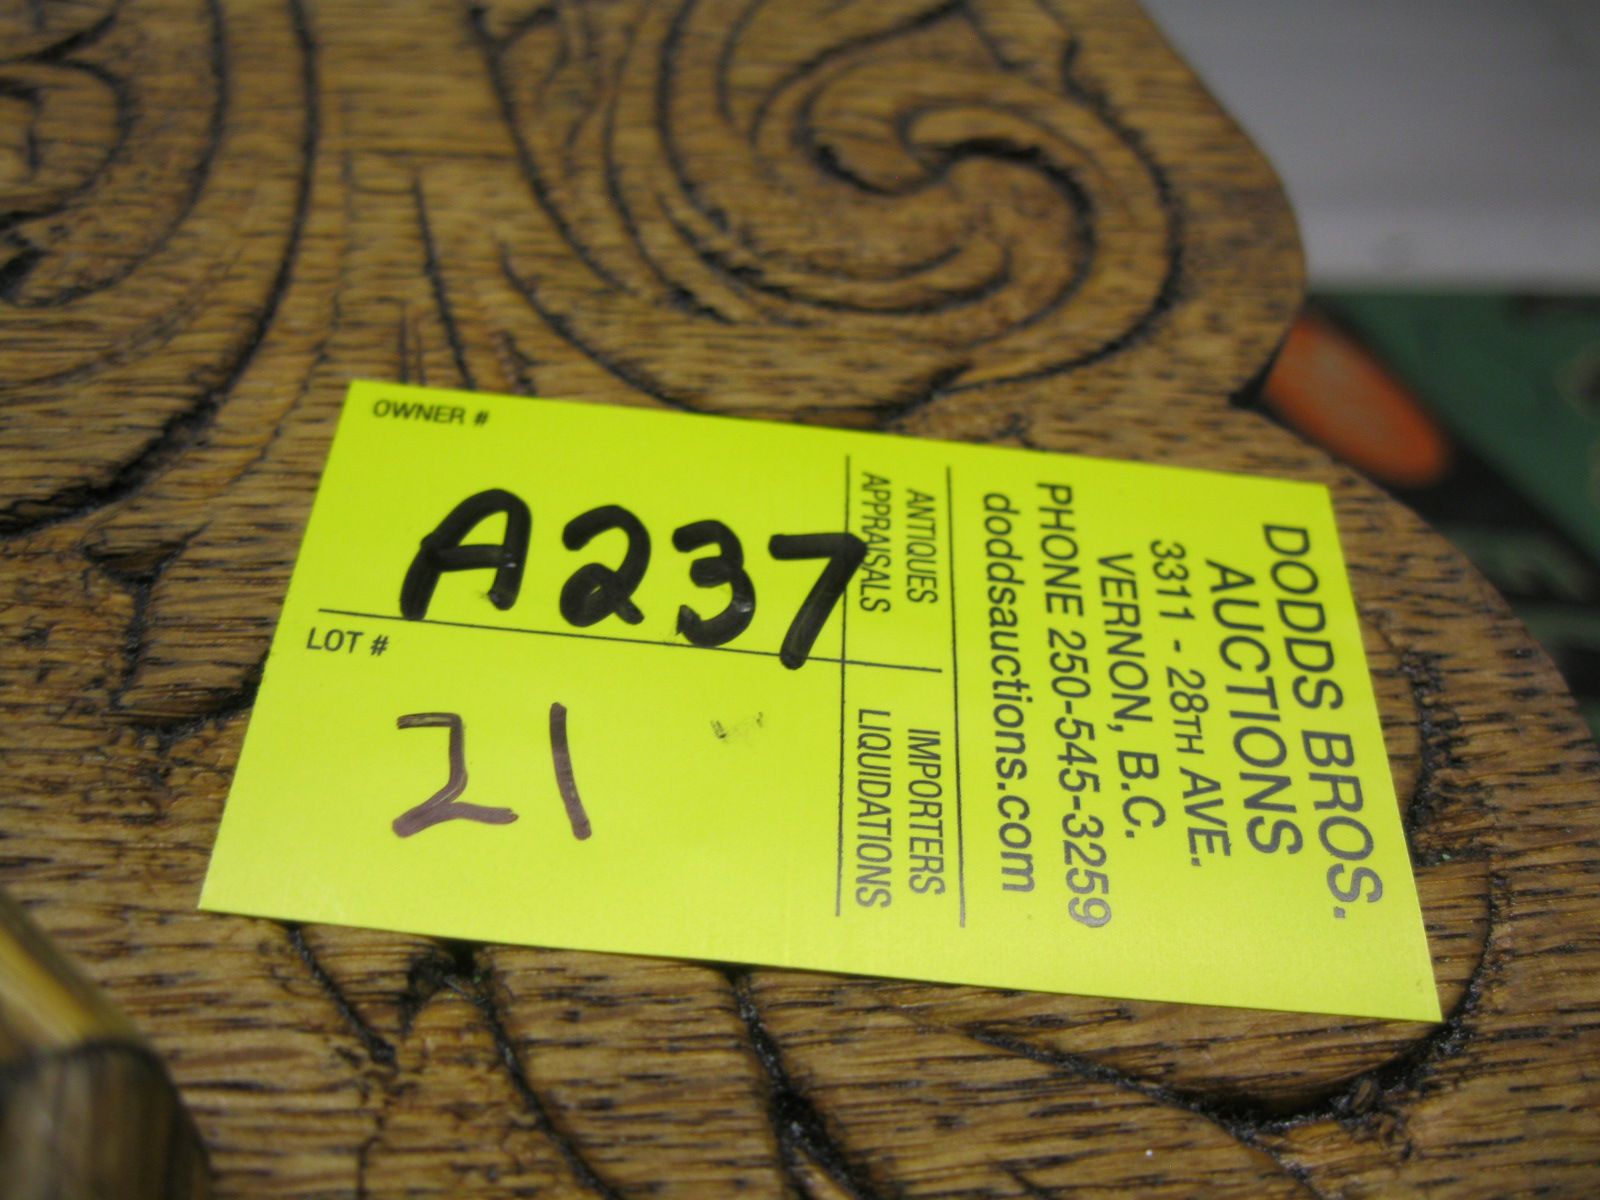 OWNER #
A237
LOT #
21
DODDS BROS.
AUCTIONS
3311 - 28TH AVE.
VERNON, B.C.
PHONE 250-545-3259
doddsauctions.com
ANTIQUES IMPORTERS
APPRAISALS LIQUIDATIONS